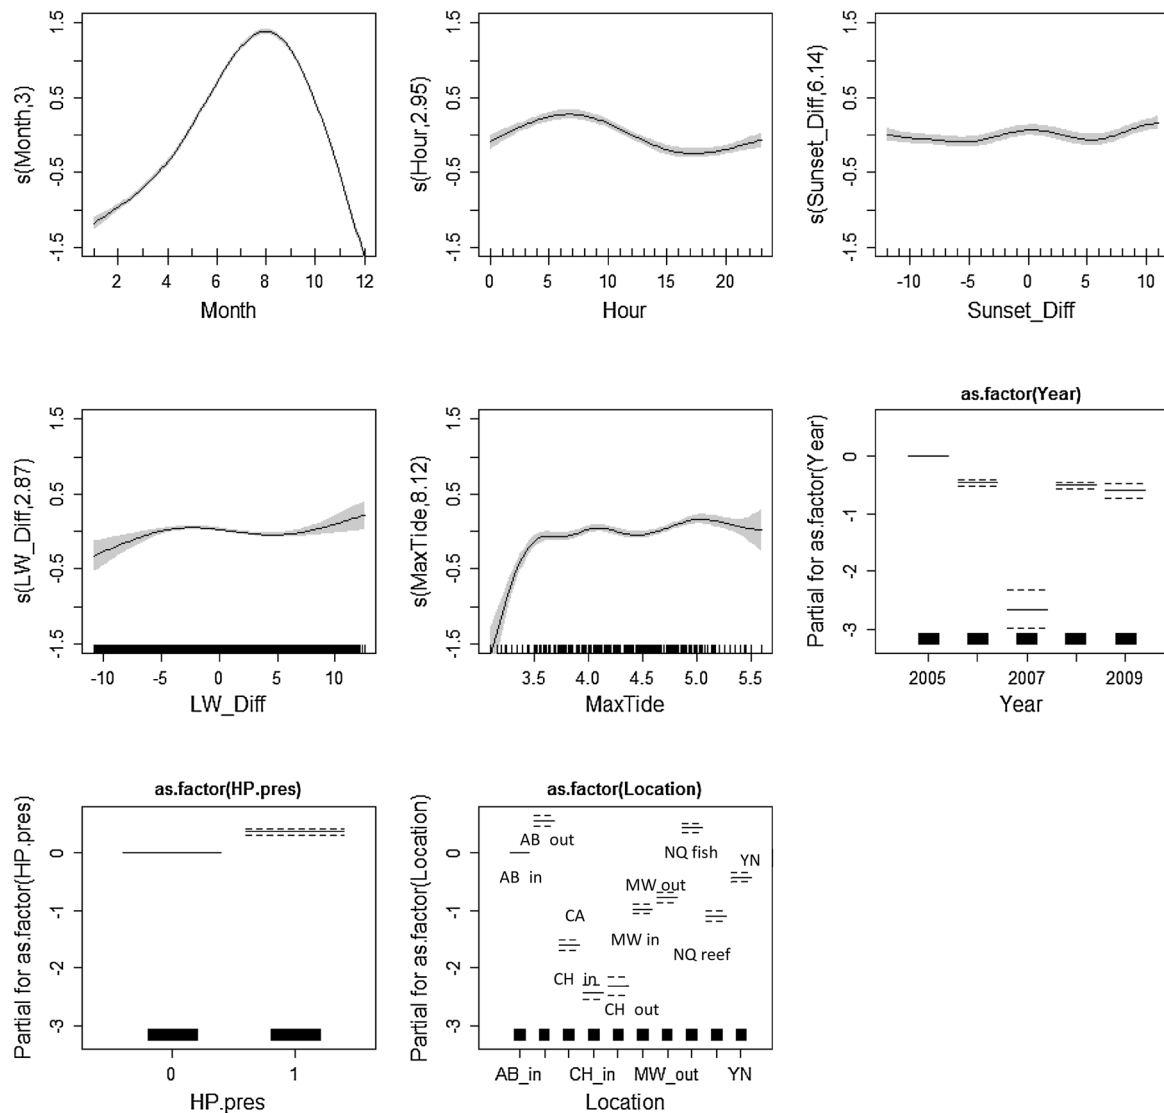 s(Month,3)
1.5
0.5
-0.5
-1.5
2 4 6 8 10 12
Month
s(Hour,2.95)
1.5
0.5
-0.5
-1.5
0 5 10 15 20
Hour
s(Sunset_Diff,6.14)
1.5
0.5
-0.5
-1.5
-10 -5 0 5 10
Sunset_Diff
s(LW_Diff,2.87)
1.5
0.5
-0.5
-1.5
-10 -5 0 5 10
LW_Diff
s(MaxTide,8.12)
1.5
0.5
-0.5
-1.5
3.5 4.0 4.5 5.0 5.5
MaxTide
as.factor(Year)
Partial for as.factor(Year)
0
-1
-2
-3
2005 2007 2009
Year
as.factor(HP.pres)
Partial for as.factor(HP.pres)
0
-1
-2
-3
0 1
HP.pres
as.factor(Location)
Partial for as.factor(Location)
0
-1
-2
-3
AB out
NQ fish
YN
AB in
MW out
CA
MW in
NQ reef
CH in
CH out
AB_in CH_in MW_out YN
Location